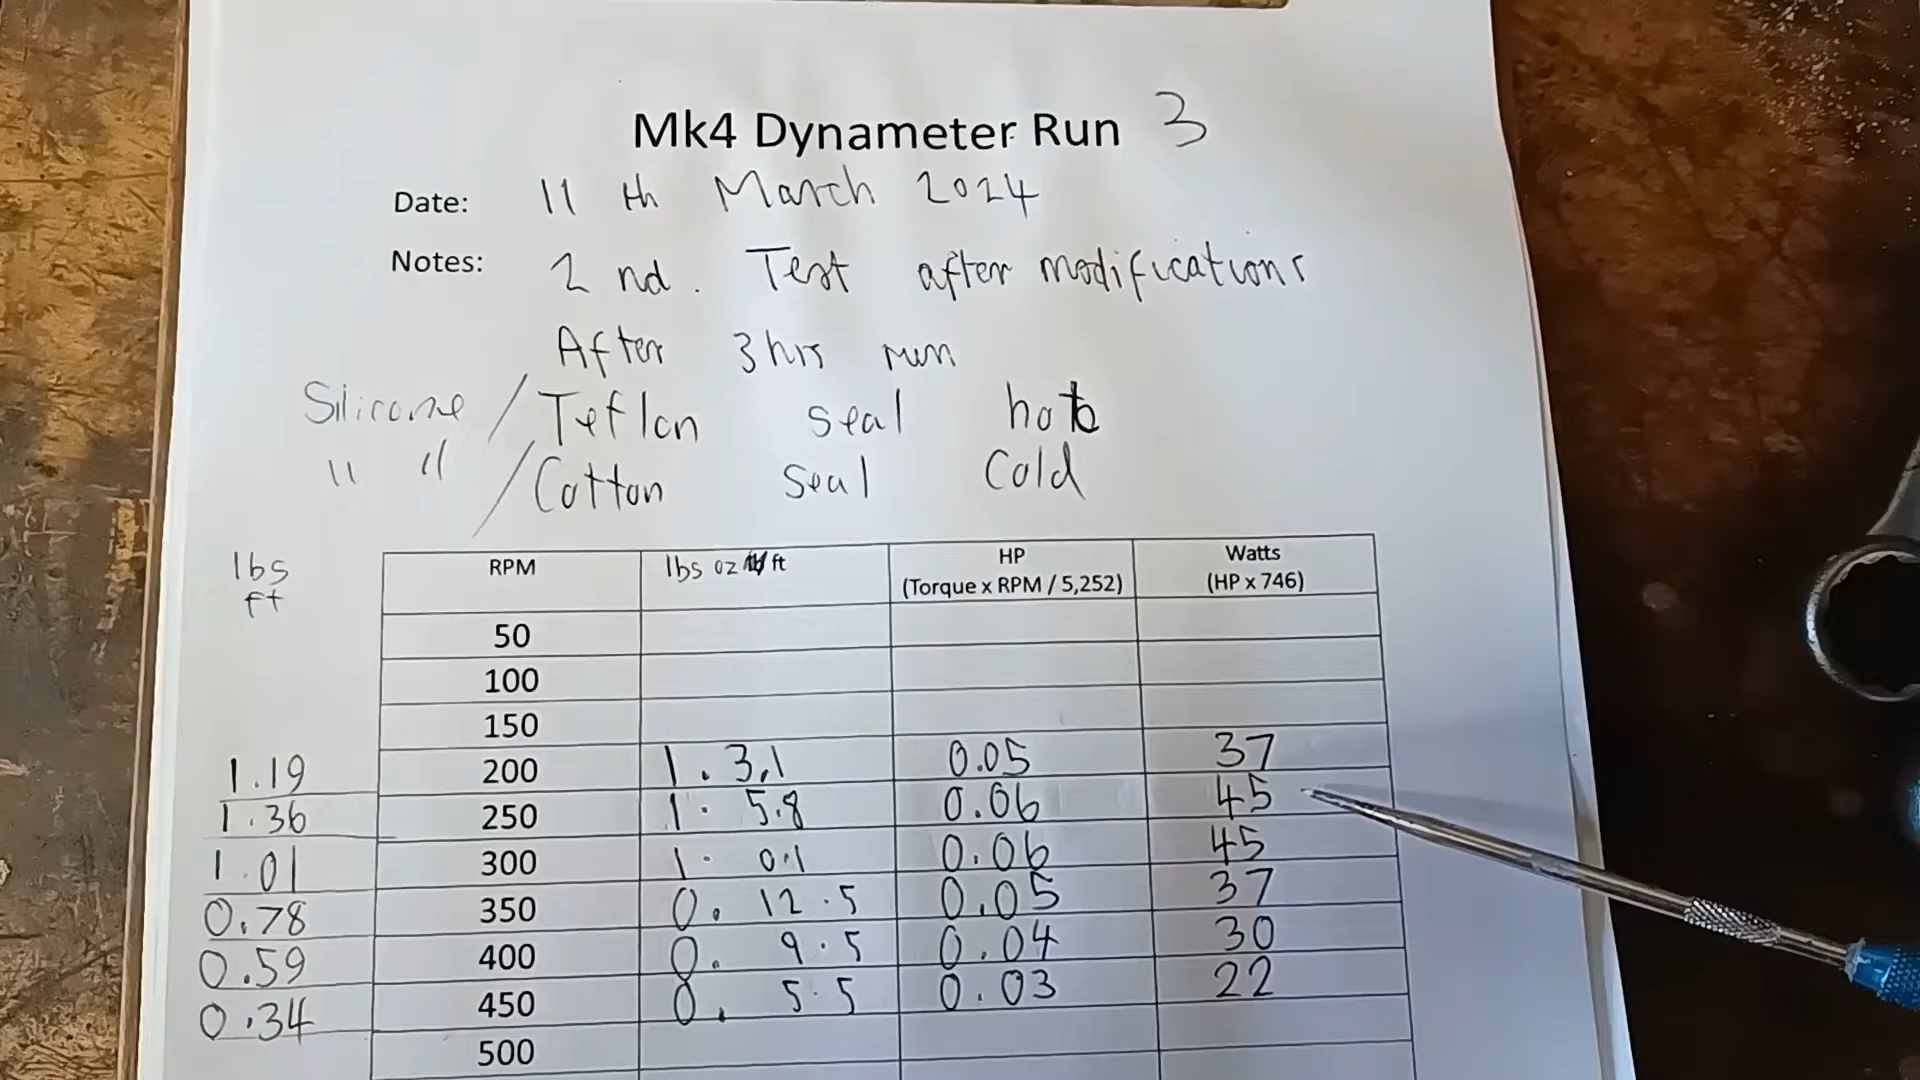 Mk4 Dynameter Run 3
Date: 11 th March 2024
Notes: 2 nd. Test after modifications
After 3 hrs run
Silicone / Teflon seal hot
" " / Cotton seal Cold
lbs ft RPM lbs oz ft HP (Torque x RPM / 5,252) Watts (HP x 746)
50
100
150
1.19 200 1. 3.1 0.05 37
1.36 250 1. 5.8 0.06 45
1.01 300 1. 0.1 0.06 45
0.78 350 0. 12.5 0.05 37
0.59 400 0. 9.5 0.04 30
0.34 450 0. 5.5 0.03 22
500